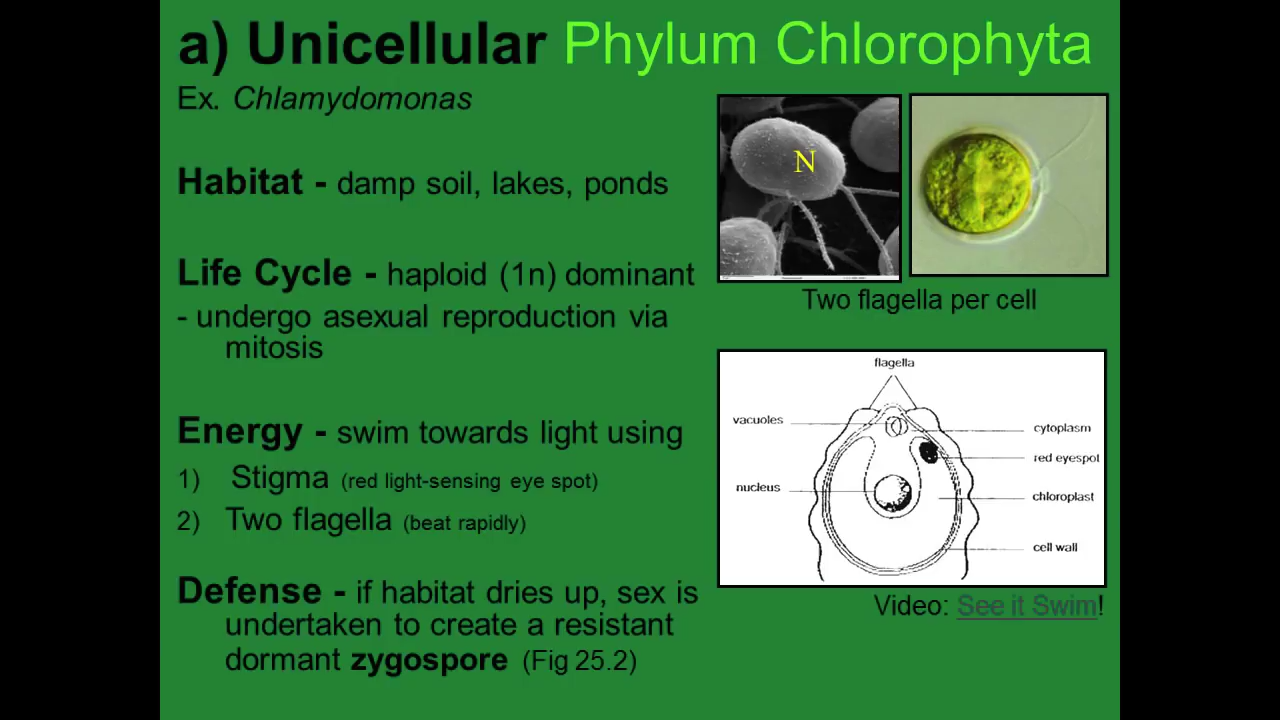 a) Unicellular Phylum Chlorophyta
Ex. Chlamydomonas
Habitat - damp soil, lakes, ponds
Life Cycle - haploid (1n) dominant
- undergo asexual reproduction via
mitosis
Energy - swim towards light using
1) Stigma (red light-sensing eye spot)
2) Two flagella (beat rapidly)
Defense - if habitat dries up, sex is
undertaken to create a resistant
dormant zygospore (Fig 25.2)
N
Two flagella per cell
flagella
vacuoles
cytoplasm
red eyespot
nucleus
chloroplast
cell wall
Video: See it Swim!